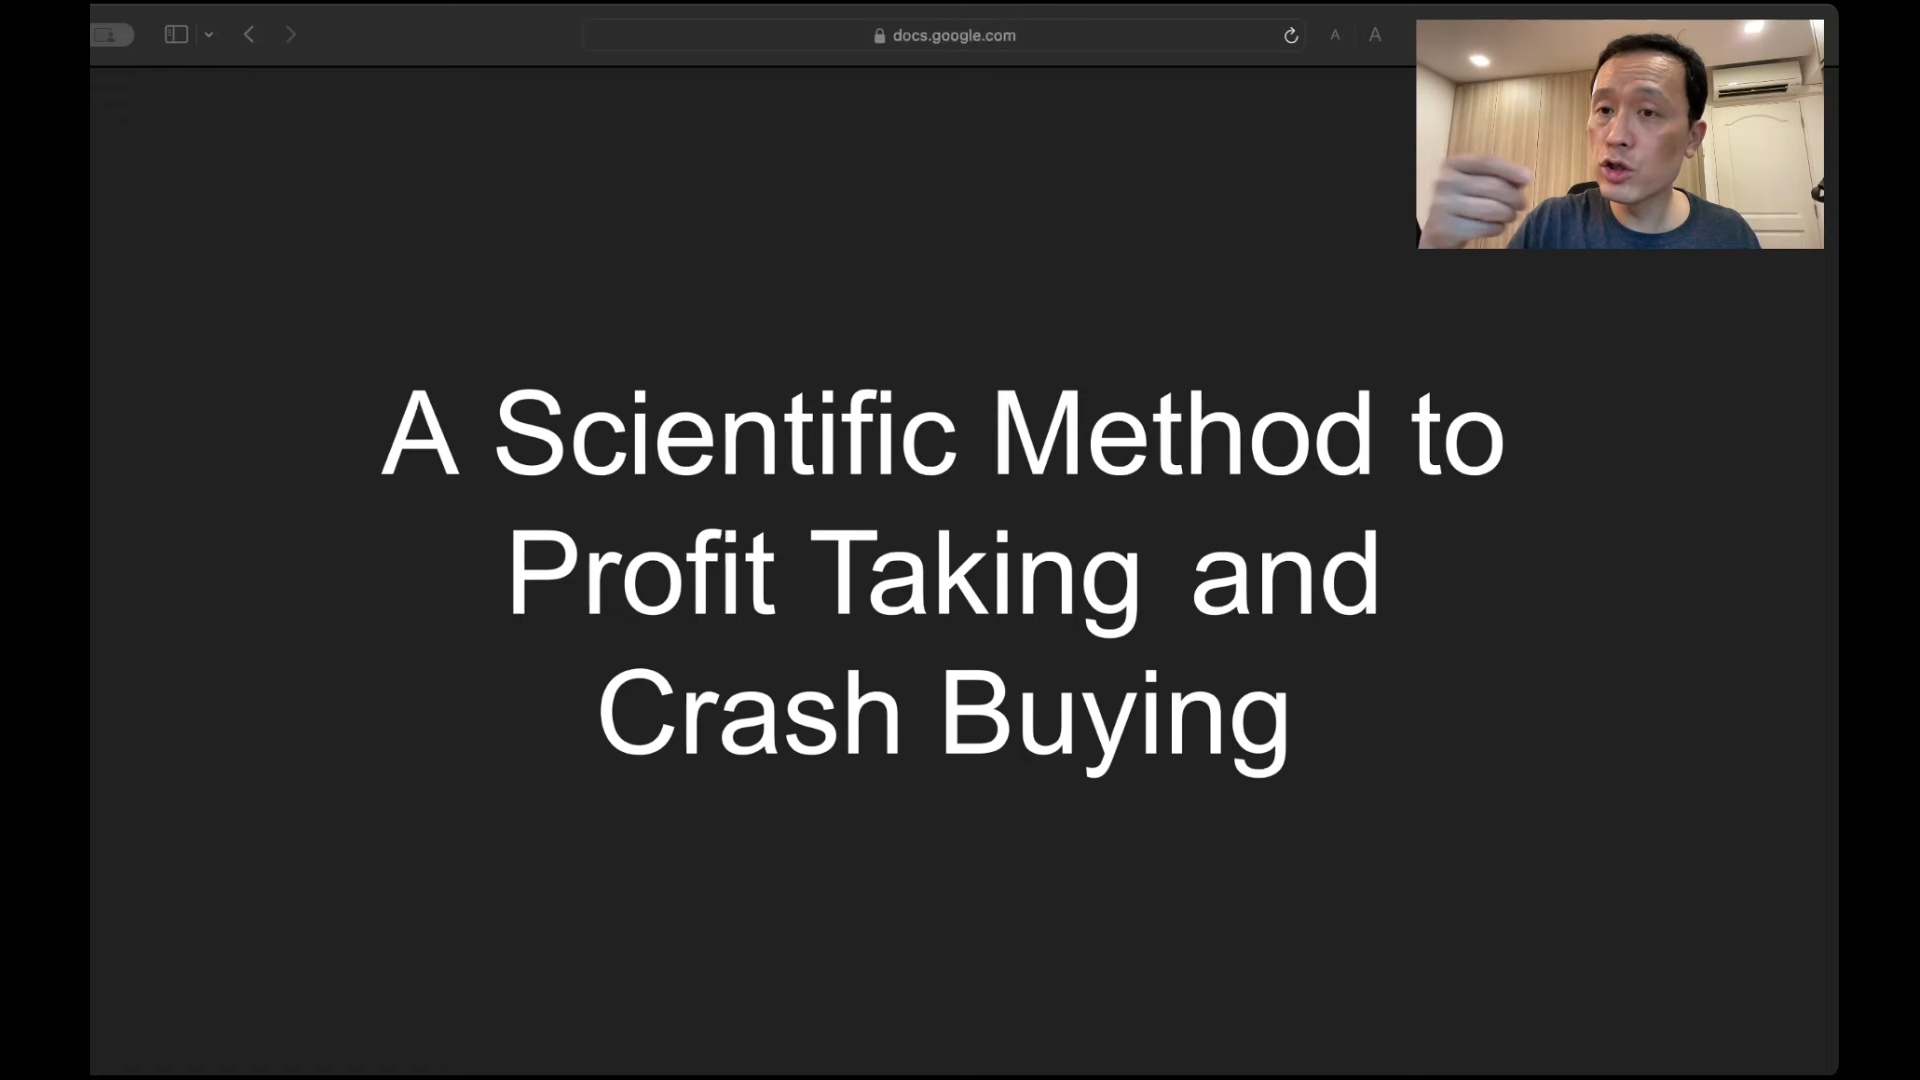 docs.google.com
A A
A Scientific Method to
Profit Taking and
Crash Buying